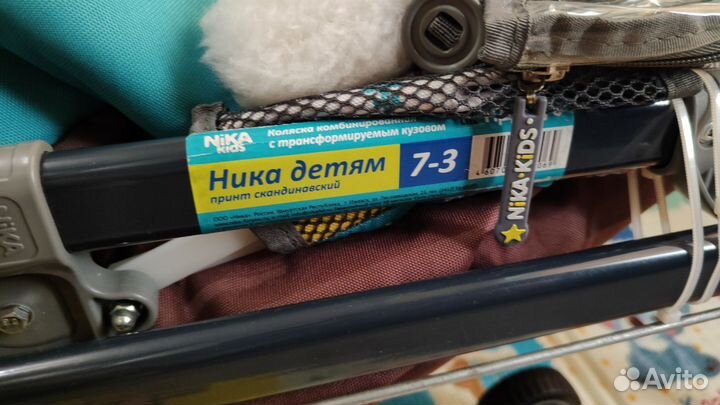 NiKA
KIDS
Коляска комбинированная
с трансформируемым кузовом
Ника детям
7-3
принт скандинавский
NiKA·KiDS
Avito